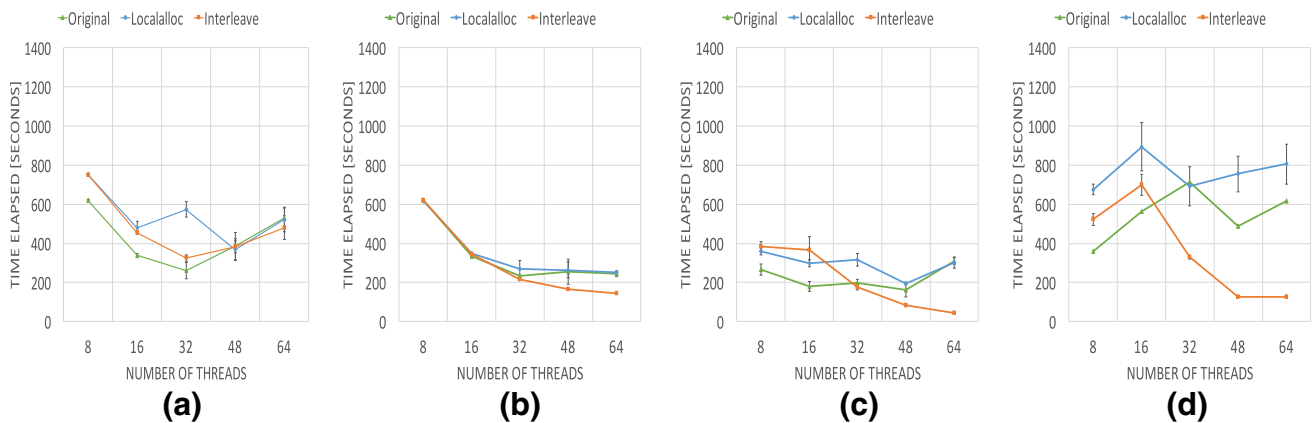 Original Localalloc Interleave
TIME ELAPSED [SECONDS]
1400
1200
1000
800
600
400
200
0
8 16 32 48 64
NUMBER OF THREADS
(a)
Original Localalloc Interleave
TIME ELAPSED [SECONDS]
1400
1200
1000
800
600
400
200
0
8 16 32 48 64
NUMBER OF THREADS
(b)
Original Localalloc Interleave
TIME ELAPSED [SECONDS]
1400
1200
1000
800
600
400
200
0
8 16 32 48 64
NUMBER OF THREADS
(c)
Original Localalloc Interleave
TIME ELAPSED [SECONDS]
1400
1200
1000
800
600
400
200
0
8 16 32 48 64
NUMBER OF THREADS
(d)